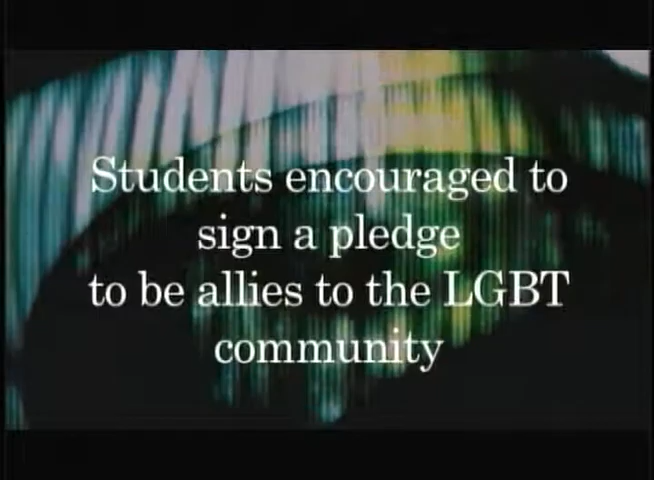 Students encouraged to
sign a pledge
to be allies to the LGBT
community